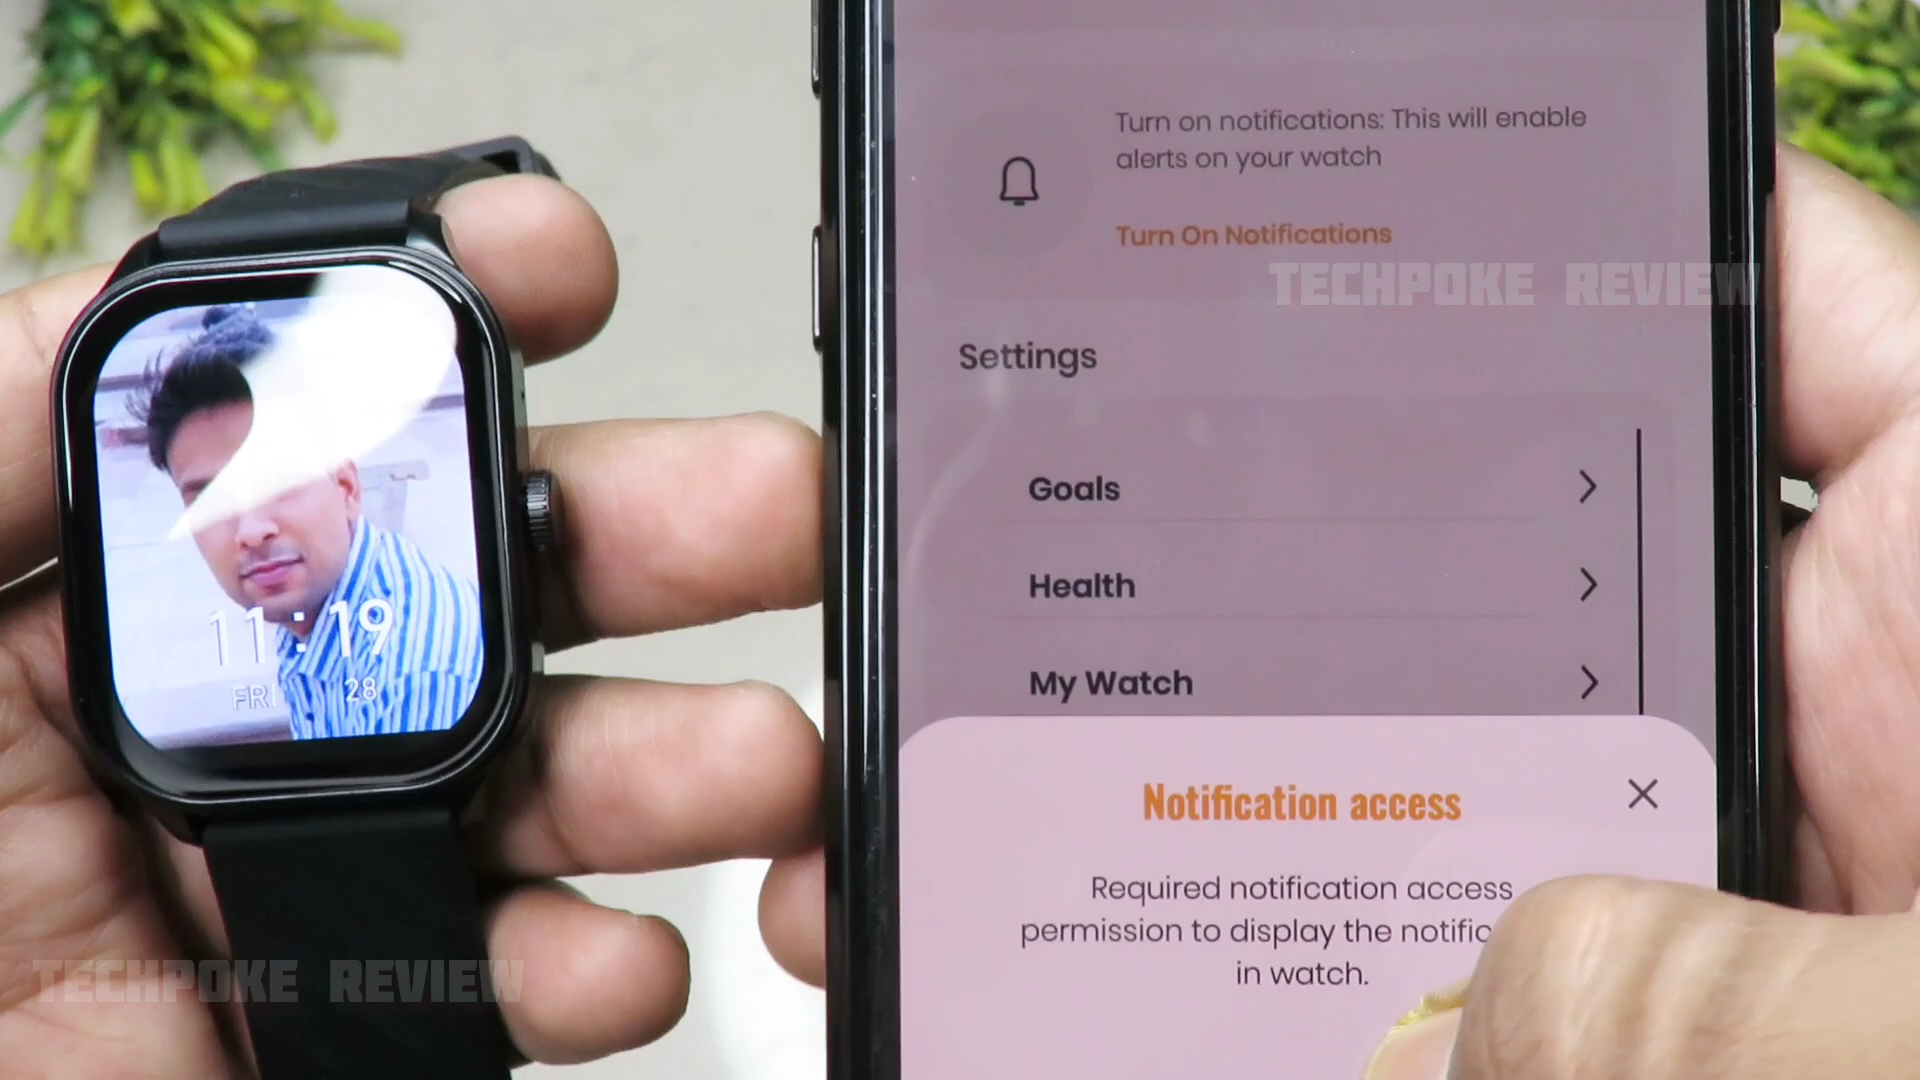 Turn on notifications: This will enable
alerts on your watch
Turn On Notifications
TECHPOKE REVIEW
Settings
Goals
Health
My Watch
11:19
FRI 28
Notification access
Required notification access
permission to display the notific
in watch.
TECHPOKE REVIEW